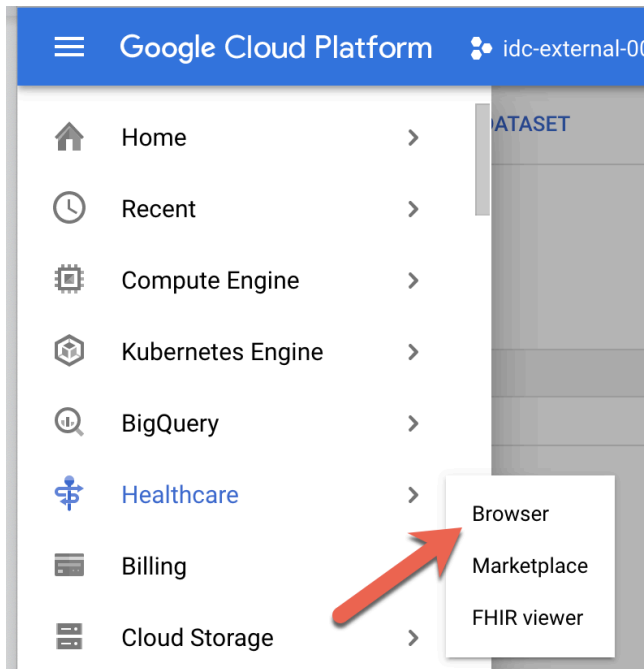 Google Cloud Platform
idc-external-00
Home
DATASET
Recent
Compute Engine
Kubernetes Engine
BigQuery
Healthcare
Browser
Billing
Marketplace
FHIR viewer
Cloud Storage